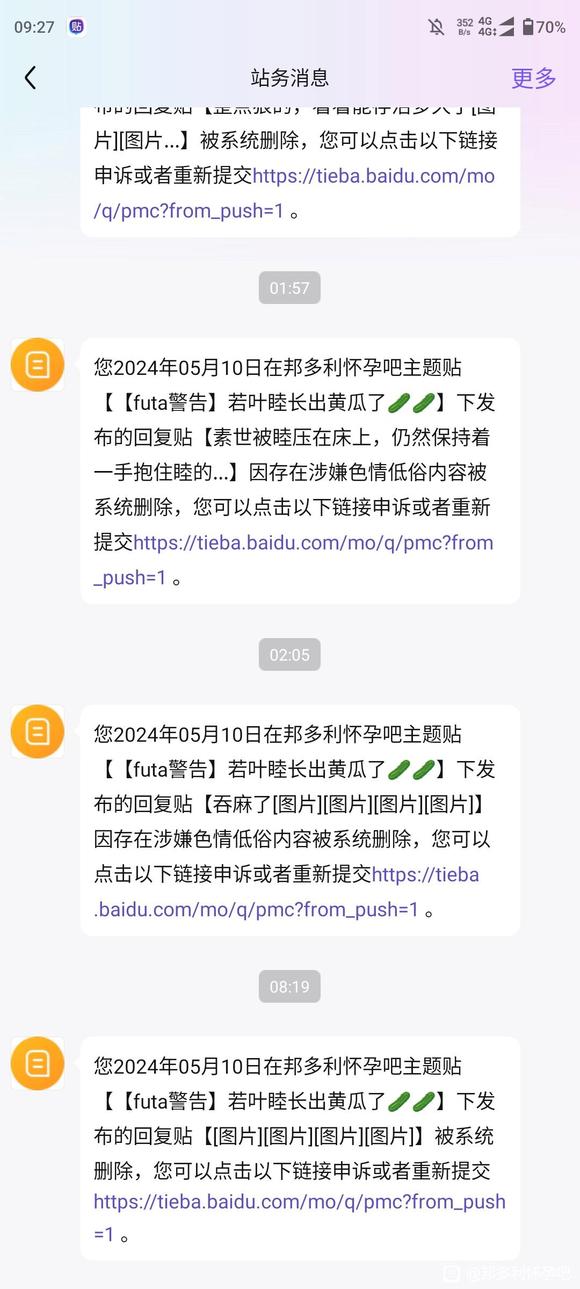 09:27
贴
352
B/s
4G
4G
70%
站务消息
更多
布的回复贴【整点狠的，看看能存活多久了[图
片][图片...】被系统删除，您可以点击以下链接
申诉或者重新提交https://tieba.baidu.com/mo
/q/pmc?from_push=1 。
01:57
您2024年05月10日在邦多利怀孕吧主题贴
【【futa警告】若叶睦长出黄瓜了🥒🥒】下发
布的回复贴【素世被睦压在床上，仍然保持着
一手抱住睦的...】因存在涉嫌色情低俗内容被
系统删除，您可以点击以下链接申诉或者重新
提交https://tieba.baidu.com/mo/q/pmc?from
_push=1 。
02:05
您2024年05月10日在邦多利怀孕吧主题贴
【【futa警告】若叶睦长出黄瓜了🥒🥒】下发
布的回复贴【吞麻了[图片][图片][图片][图片]】
因存在涉嫌色情低俗内容被系统删除，您可以
点击以下链接申诉或者重新提交https://tieba
.baidu.com/mo/q/pmc?from_push=1 。
08:19
您2024年05月10日在邦多利怀孕吧主题贴
【【futa警告】若叶睦长出黄瓜了🥒🥒】下发
布的回复贴【[图片][图片][图片][图片]】被系统
删除，您可以点击以下链接申诉或者重新提交
https://tieba.baidu.com/mo/q/pmc?from_push
=1 。
@邦多利怀孕吧